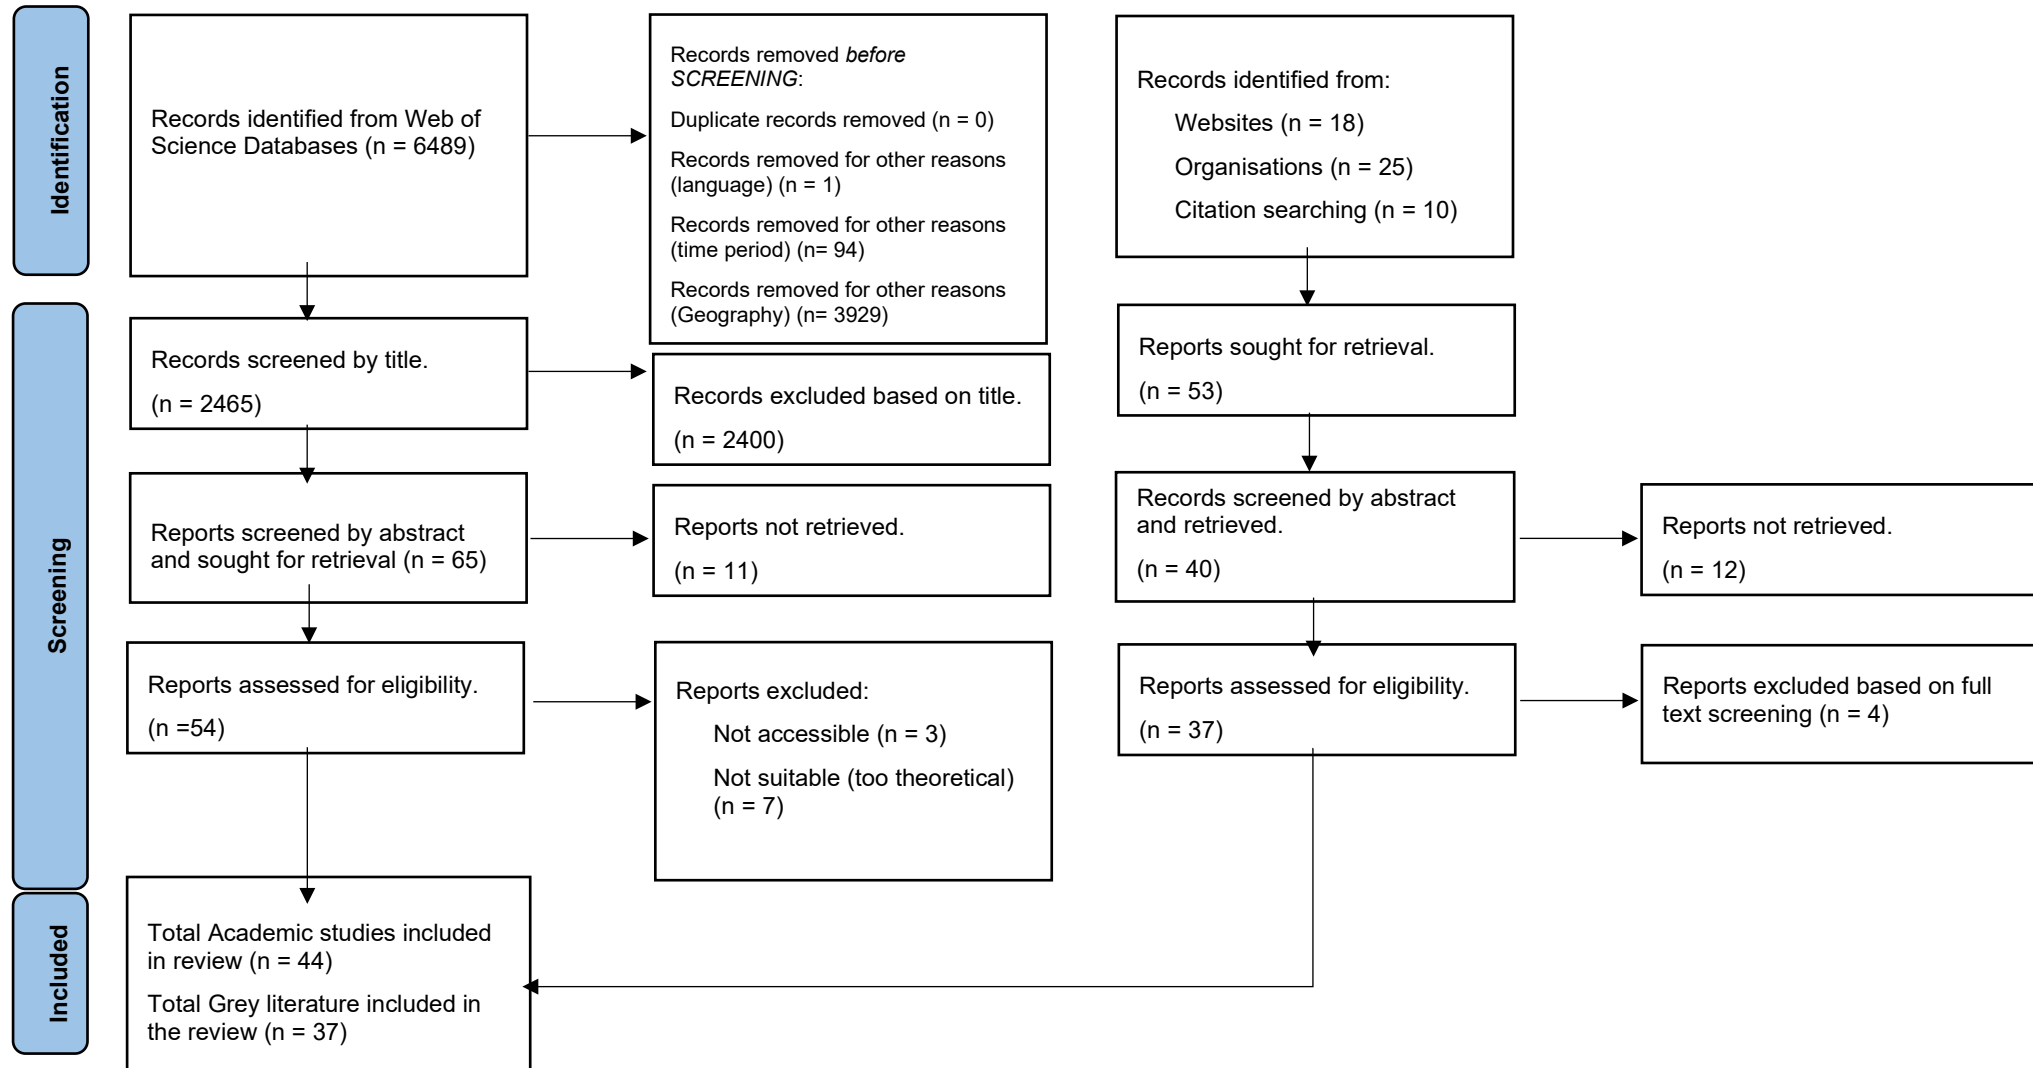 Identification
Records identified from Web of
Science Databases (n = 6489)
Records removed before
SCREENING:
Duplicate records removed (n = 0)
Records removed for other reasons
(language) (n = 1)
Records removed for other reasons
(time period) (n= 94)
Records removed for other reasons
(Geography) (n= 3929)
Records identified from:
Websites (n = 18)
Organisations (n = 25)
Citation searching (n = 10)
Screening
Records screened by title.
(n = 2465)
Records excluded based on title.
(n = 2400)
Reports sought for retrieval.
(n = 53)
Reports screened by abstract
and sought for retrieval (n = 65)
Reports not retrieved.
(n = 11)
Records screened by abstract
and retrieved.
(n = 40)
Reports not retrieved.
(n = 12)
Reports assessed for eligibility.
(n =54)
Reports excluded:
Not accessible (n = 3)
Not suitable (too theoretical)
(n = 7)
Reports assessed for eligibility.
(n = 37)
Reports excluded based on full
text screening (n = 4)
Included
Total Academic studies included
in review (n = 44)
Total Grey literature included in
the review (n = 37)